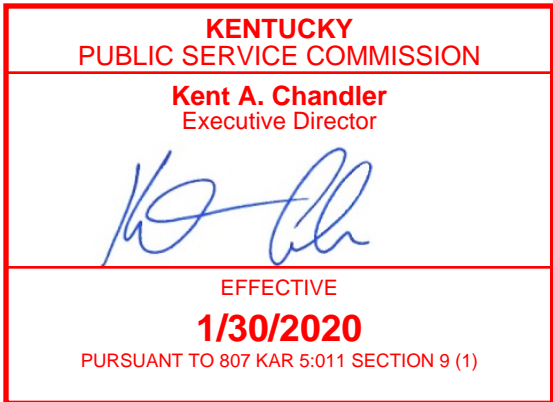 KENTUCKY
PUBLIC SERVICE COMMISSION
Kent A. Chandler
Executive Director
EFFECTIVE
1/30/2020
PURSUANT TO 807 KAR 5:011 SECTION 9 (1)